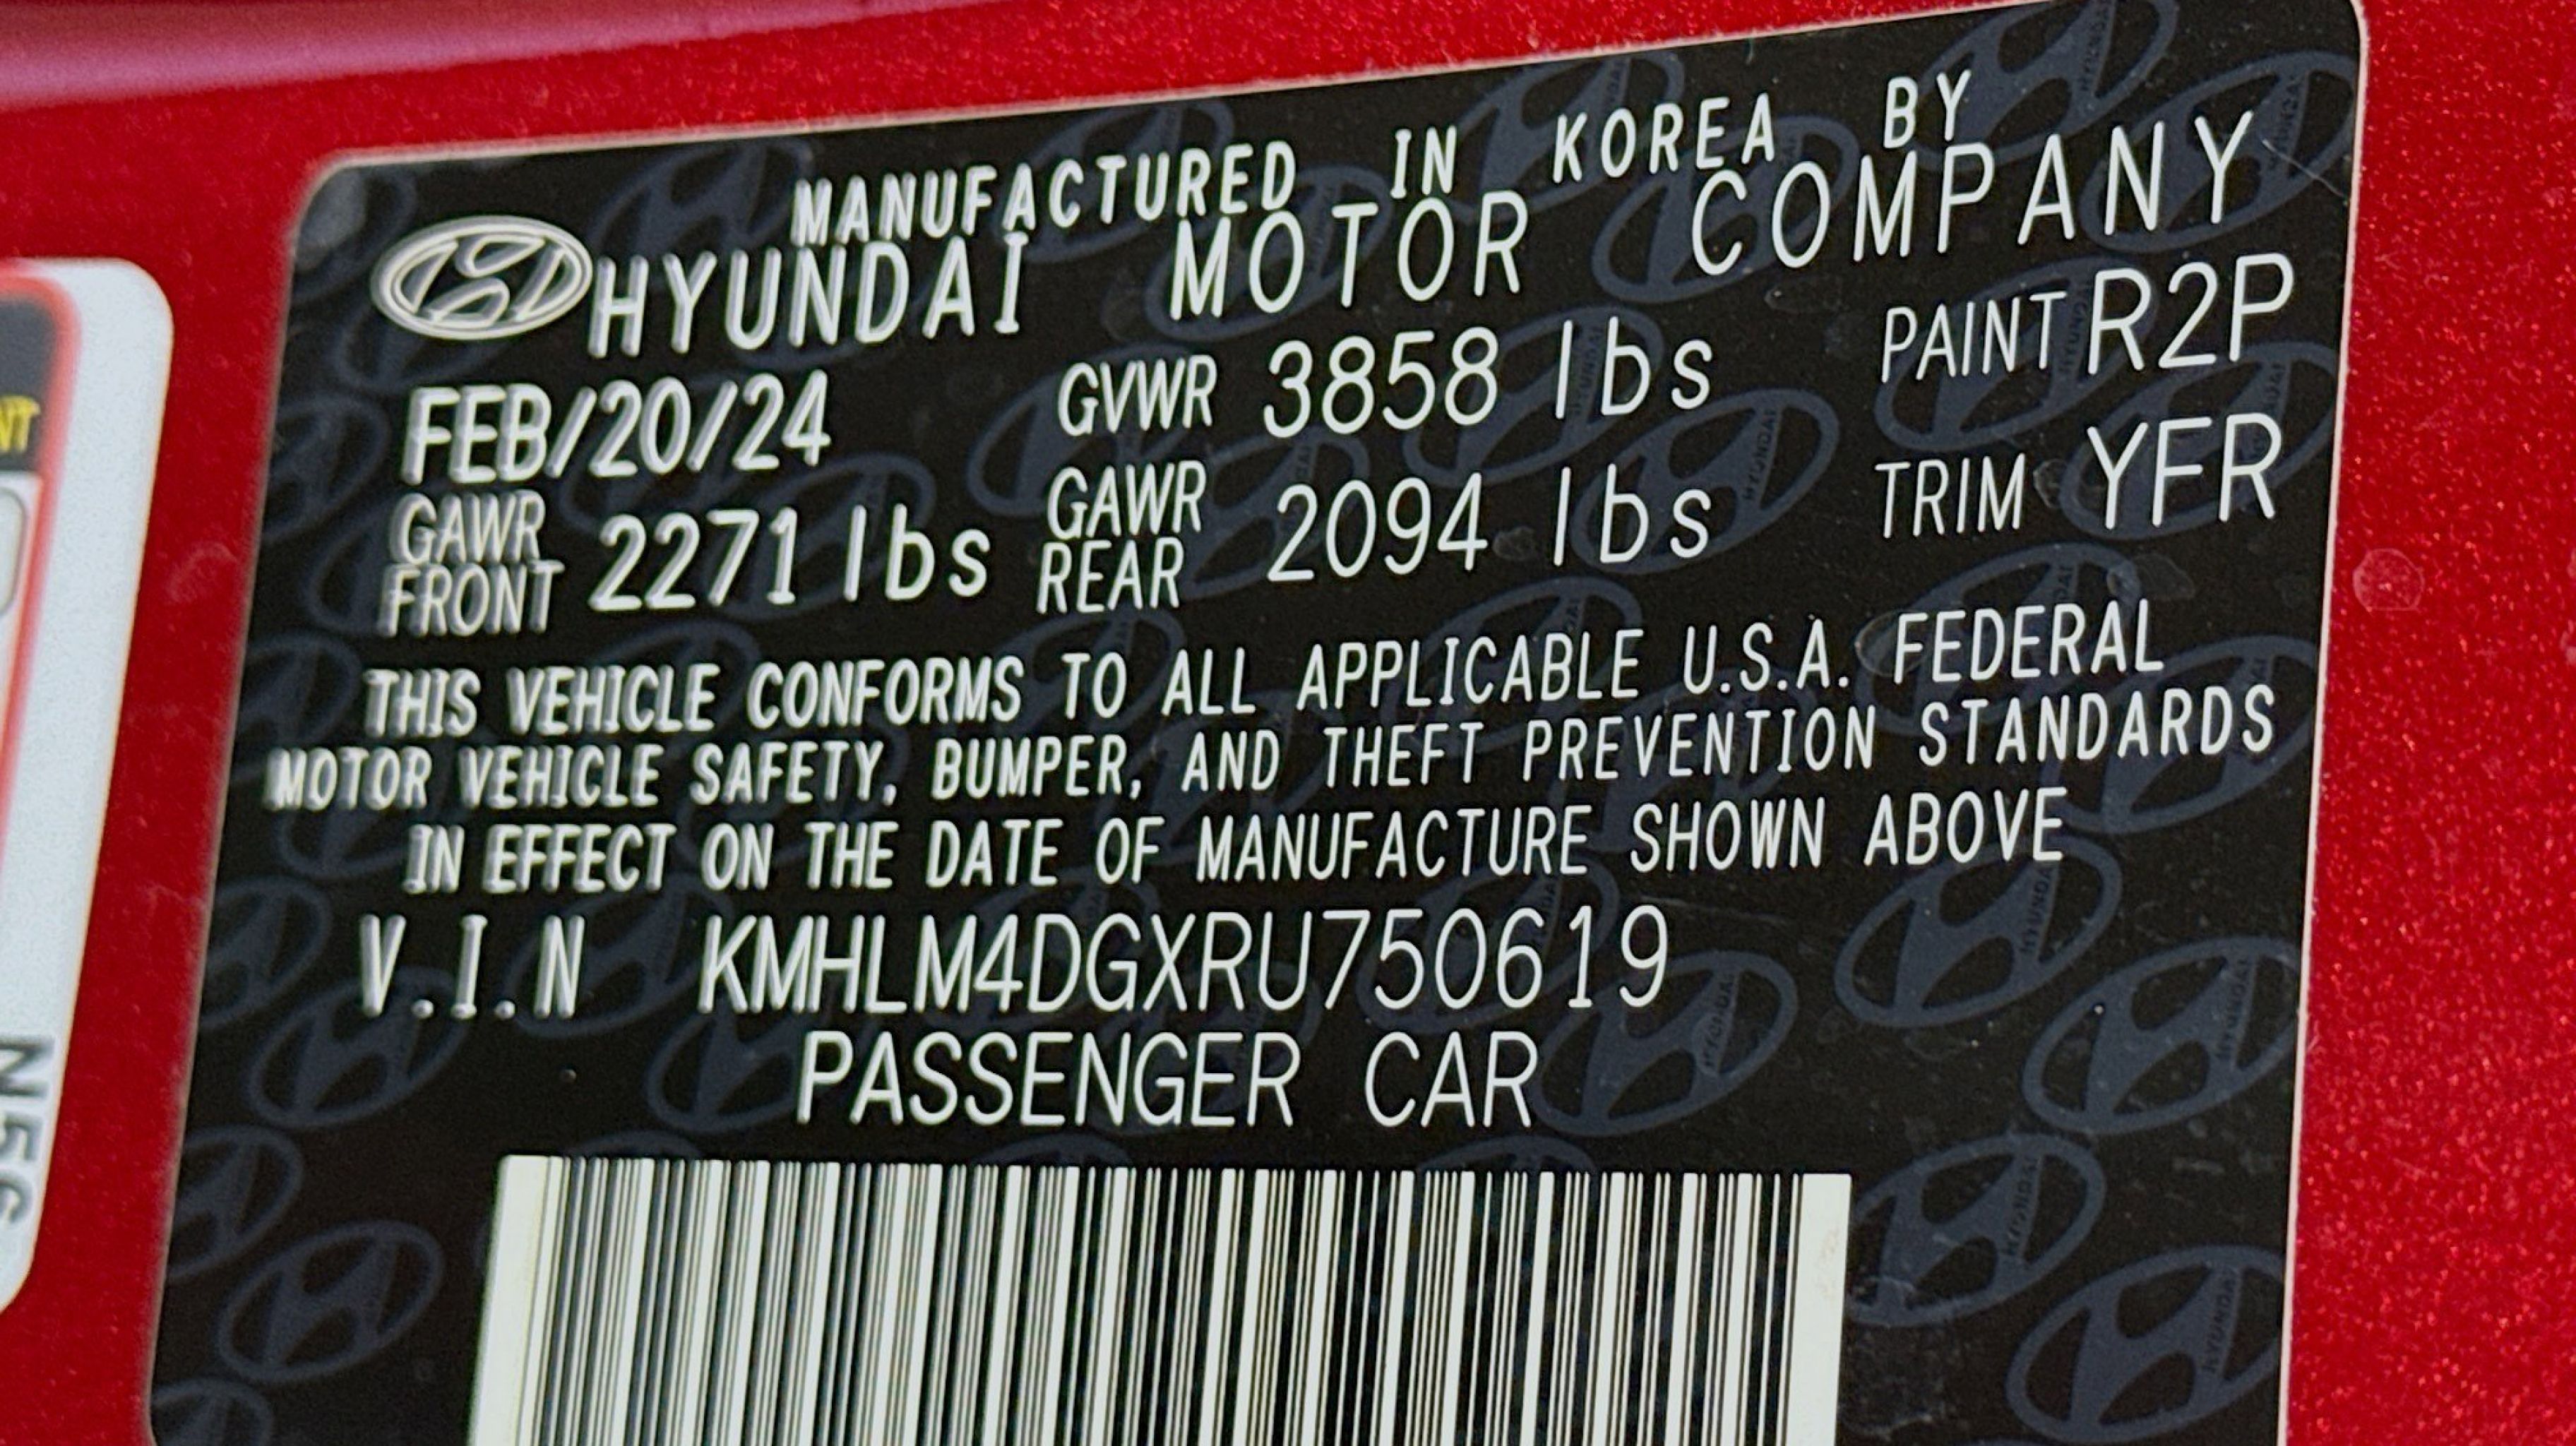 MANUFACTURED IN KOREA BY
HYUNDAI MOTOR COMPANY
FEB/20/24 GVWR 3858 lbs PAINT R2P
GAWR FRONT 2271 lbs GAWR REAR 2094 lbs TRIM YFR
THIS VEHICLE CONFORMS TO ALL APPLICABLE U.S.A. FEDERAL
MOTOR VEHICLE SAFETY, BUMPER, AND THEFT PREVENTION STANDARDS
IN EFFECT ON THE DATE OF MANUFACTURE SHOWN ABOVE
V.I.N KMHLM4DGXRU750619
PASSENGER CAR